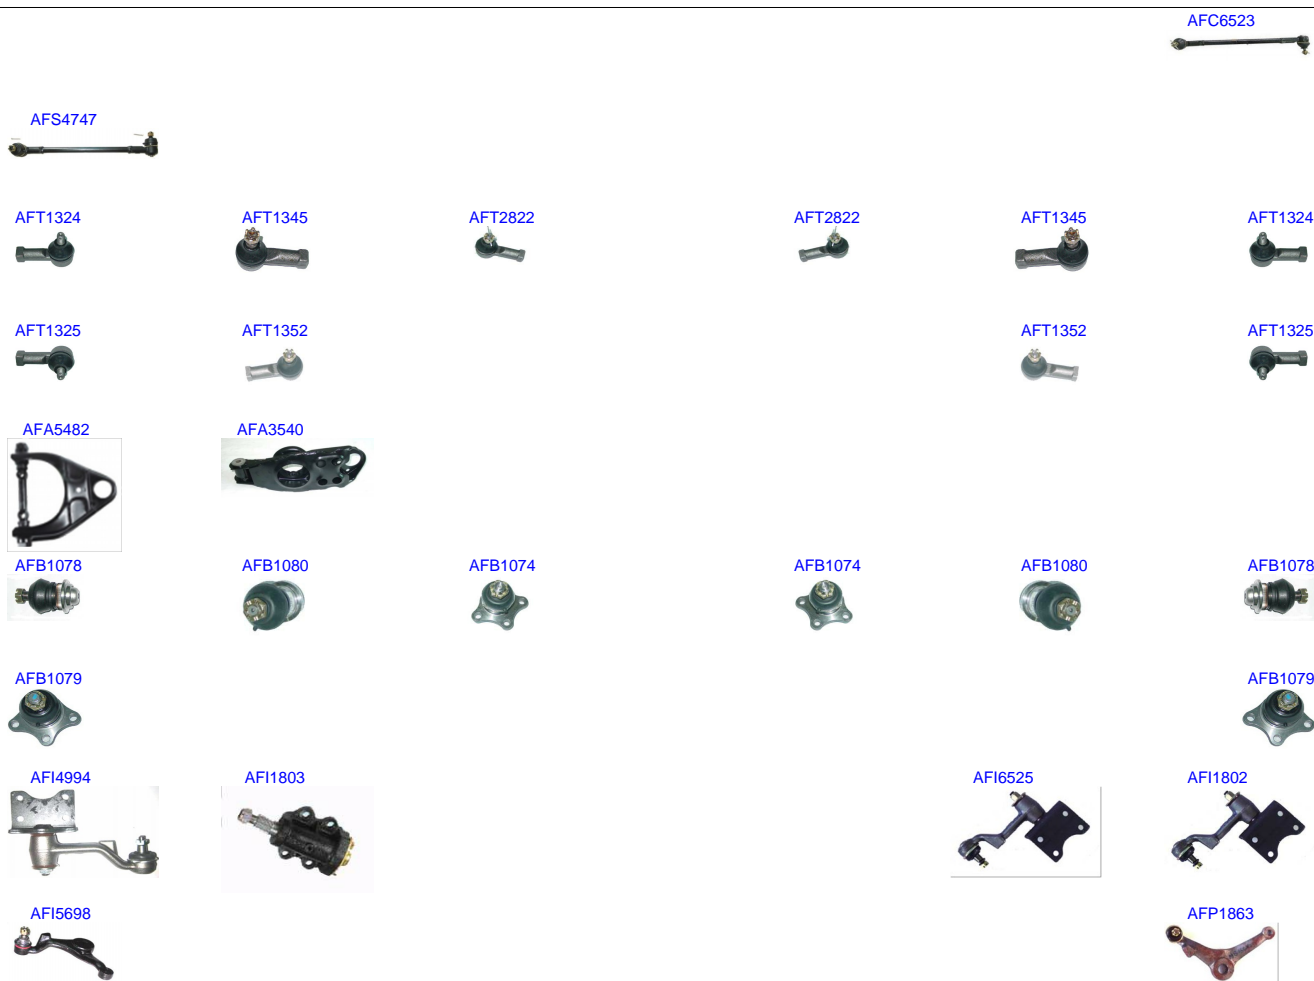 AFC6523
AFS4747
AFT1324 AFT1345 AFT2822 AFT2822 AFT1345 AFT1324
AFT1325 AFT1352 AFT1352 AFT1325
AFA5482 AFA3540
AFB1078 AFB1080 AFB1074 AFB1074 AFB1080 AFB1078
AFB1079 AFB1079
AFI4994 AFI1803 AFI6525 AFI1802
AFI5698 AFP1863